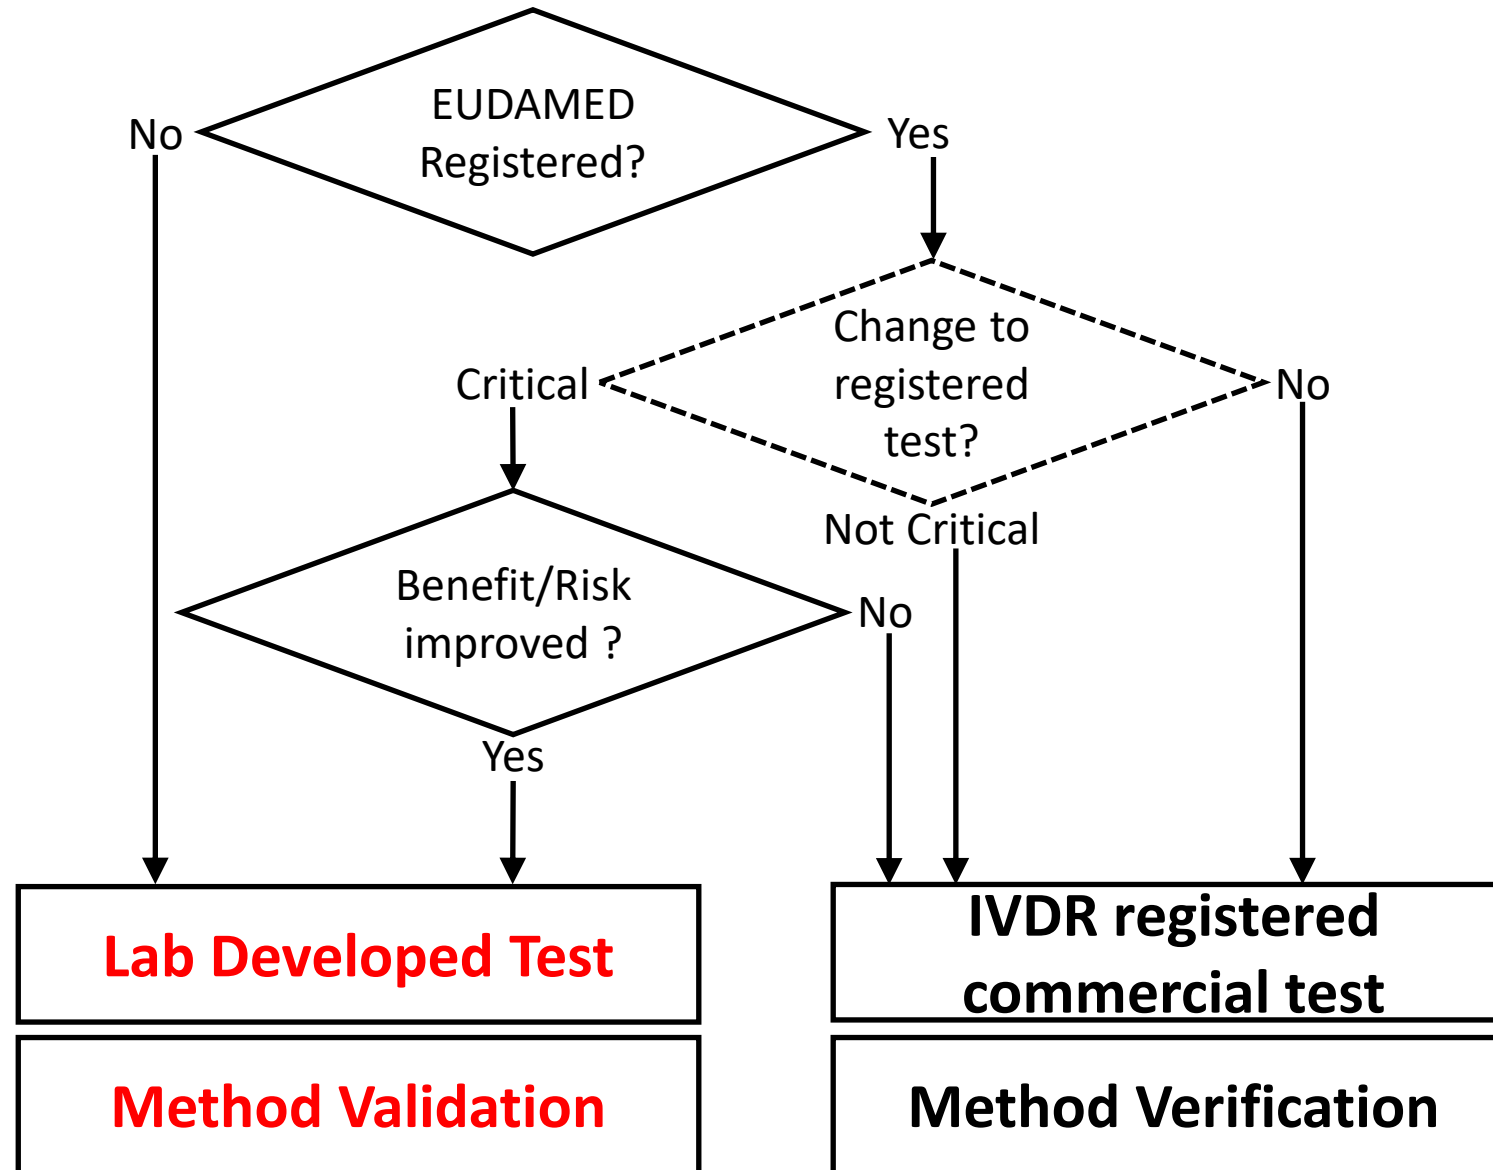 EUDAMED
Registered?
No
Yes
Change to
registered
test?
Critical
No
Not Critical
Benefit/Risk
improved ?
No
Yes
Lab Developed Test
IVDR registered
commercial test
Method Validation
Method Verification